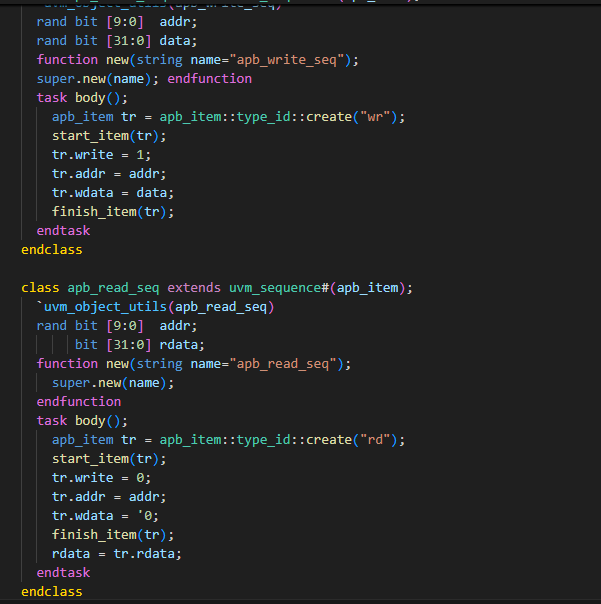 `uvm_object_utils(apb_write_seq)
rand bit [9:0]  addr;
rand bit [31:0] data;
function new(string name="apb_write_seq");
super.new(name); endfunction
task body();
apb_item tr = apb_item::type_id::create("wr");
start_item(tr);
tr.write = 1;
tr.addr = addr;
tr.wdata = data;
finish_item(tr);
endtask
endclass
class apb_read_seq extends uvm_sequence#(apb_item);
`uvm_object_utils(apb_read_seq)
rand bit [9:0]  addr;
bit [31:0] rdata;
function new(string name="apb_read_seq");
super.new(name);
endfunction
task body();
apb_item tr = apb_item::type_id::create("rd");
start_item(tr);
tr.write = 0;
tr.addr = addr;
tr.wdata = '0;
finish_item(tr);
rdata = tr.rdata;
endtask
endclass